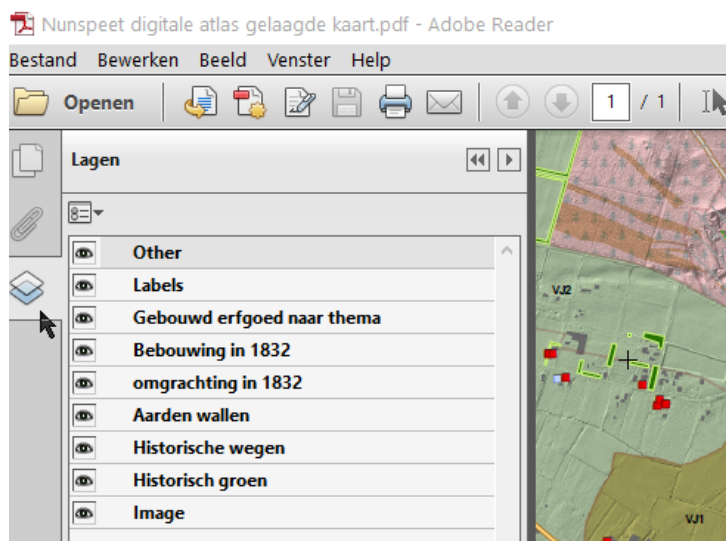 Nunspeet digitale atlas gelaagde kaart.pdf - Adobe Reader
Bestand Bewerken Beeld Venster Help
Openen 1 / 1
Lagen
Other
Labels
Gebouwd erfgoed naar thema
Bebouwing in 1832
omgrachting in 1832
Aarden wallen
Historische wegen
Historisch groen
Image
VJ2
VJ1